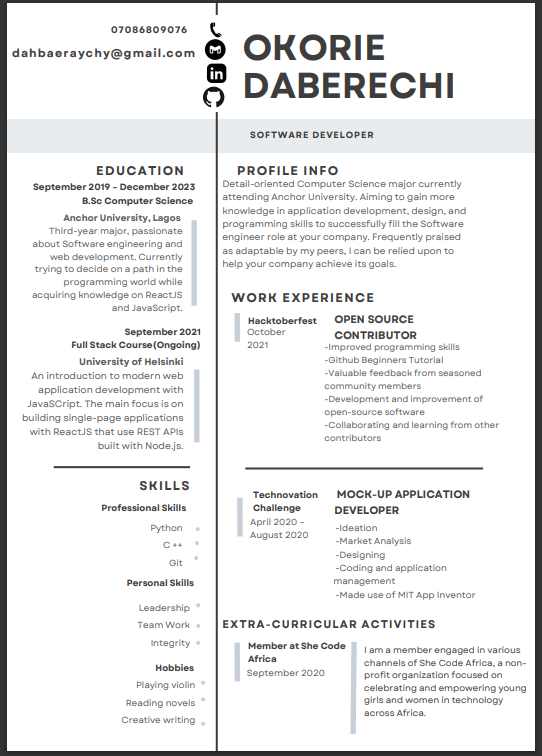 07086809076
dahbaeraychy@gmail.com
OKORIE
DABERECHI
SOFTWARE DEVELOPER
EDUCATION
September 2019 – December 2023
B.Sc Computer Science
Anchor University, Lagos
Third-year major, passionate
about Software engineering and
web development. Currently
trying to decide on a path in the
programming world while
acquiring knowledge on ReactJS
and JavaScript.
September 2021
Full Stack Course(Ongoing)
University of Helsinki
An introduction to modern web
application development with
JavaSCript. The main focus is on
building single-page applications
with ReactJS that use REST APIs
built with Node.js.
SKILLS
Professional Skills
Python
C ++
Git
Personal Skills
Leadership
Team Work
Integrity
Hobbies
Playing violin
Reading novels
Creative writing
PROFILE INFO
Detail-oriented Computer Science major currently
attending Anchor University. Aiming to gain more
knowledge in application development, design, and
programming skills to successfully fill the Software
engineer role at your company. Frequently praised
as adaptable by my peers, I can be relied upon to
help your company achieve its goals.
WORK EXPERIENCE
Hacktoberfest
October
2021
OPEN SOURCE
CONTRIBUTOR
-Improved programming skills
-Github Beginners Tutorial
-Valuable feedback from seasoned
community members
-Development and improvement of
open-source software
-Collaborating and learning from other
contributors
Technovation
Challenge
April 2020 –
August 2020
MOCK-UP APPLICATION
DEVELOPER
-Ideation
-Market Analysis
-Designing
-Coding and application
management
-Made use of MIT App Inventor
EXTRA-CURRICULAR ACTIVITIES
Member at She Code
Africa
September 2020
I am a member engaged in various
channels of She Code Africa, a non-
profit organization focused on
celebrating and empowering young
girls and women in technology
across Africa.